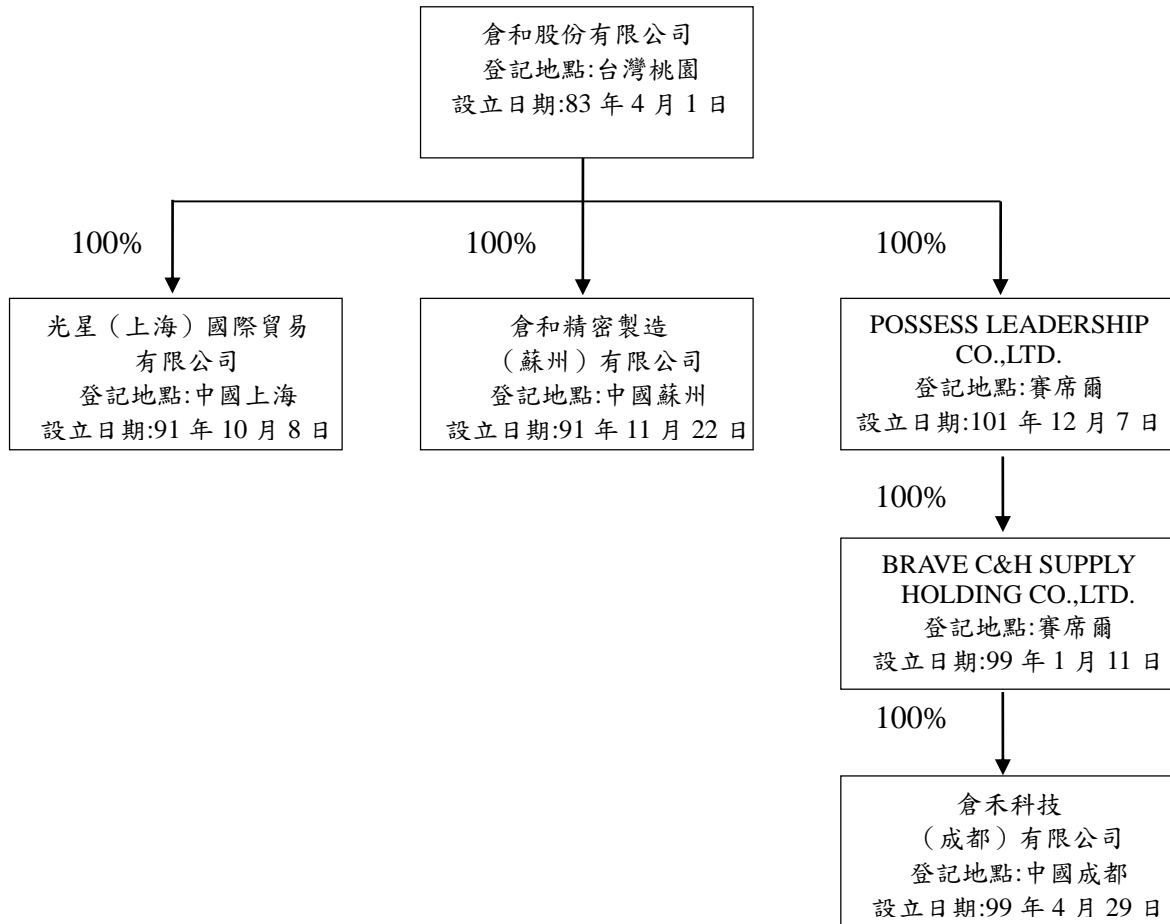 倉和股份有限公司
登記地點:台灣桃園
設立日期:83 年 4 月 1 日
100%
100%
100%
光星（上海）國際貿易
有限公司
登記地點:中國上海
設立日期:91 年 10 月 8 日
倉和精密製造
（蘇州）有限公司
登記地點:中國蘇州
設立日期:91 年 11 月 22 日
POSSESS LEADERSHIP
CO.,LTD.
登記地點:賽席爾
設立日期:101 年 12 月 7 日
100%
BRAVE C&H SUPPLY
HOLDING CO.,LTD.
登記地點:賽席爾
設立日期:99 年 1 月 11 日
100%
倉禾科技
（成都）有限公司
登記地點:中國成都
設立日期:99 年 4 月 29 日